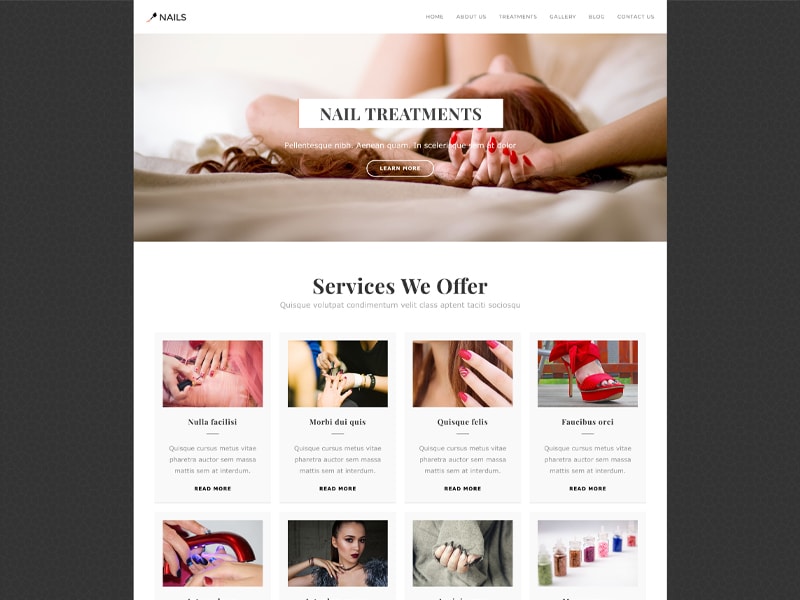 NAILS
HOME ABOUT US TREATMENTS GALLERY BLOG CONTACT US
NAIL TREATMENTS
Pellentesque nibh. Aenean quam. In scelerisque sem at dolor
LEARN MORE
Services We Offer
Quisque volutpat condimentum velit class aptent taciti sociosqu
Nulla facilisi
Quisque cursus metus vitae
pharetra auctor sem massa
mattis sem at interdum.
READ MORE
Morbi dui quis
Quisque cursus metus vitae
pharetra auctor sem massa
mattis sem at interdum.
READ MORE
Quisque felis
Quisque cursus metus vitae
pharetra auctor sem massa
mattis sem at interdum.
READ MORE
Faucibus orci
Quisque cursus metus vitae
pharetra auctor sem massa
mattis sem at interdum.
READ MORE